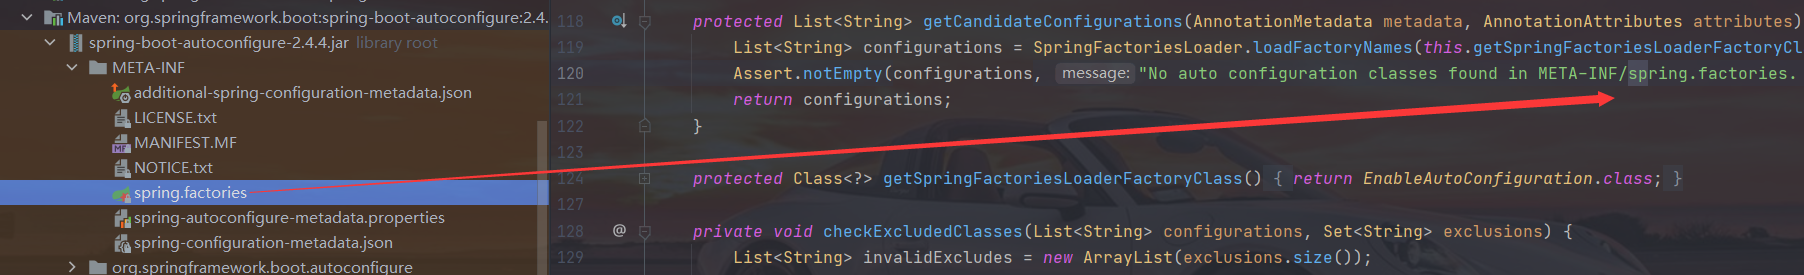 Maven: org.springframework.boot:spring-boot-autoconfigure:2.4.
spring-boot-autoconfigure-2.4.4.jar library root
META-INF
additional-spring-configuration-metadata.json
LICENSE.txt
MANIFEST.MF
NOTICE.txt
spring.factories
spring-autoconfigure-metadata.properties
spring-configuration-metadata.json
org.springframework.boot.autoconfigure
118 protected List<String> getCandidateConfigurations(AnnotationMetadata metadata, AnnotationAttributes attributes)
119 List<String> configurations = SpringFactoriesLoader.loadFactoryNames(this.getSpringFactoriesLoaderFactoryCl
120 Assert.notEmpty(configurations, message: "No auto configuration classes found in META-INF/spring.factories.
121 return configurations;
122 }
123
124 protected Class<?> getSpringFactoriesLoaderFactoryClass() { return EnableAutoConfiguration.class; }
127
128 @ private void checkExcludedClasses(List<String> configurations, Set<String> exclusions) {
129 List<String> invalidExcludes = new ArrayList(exclusions.size());